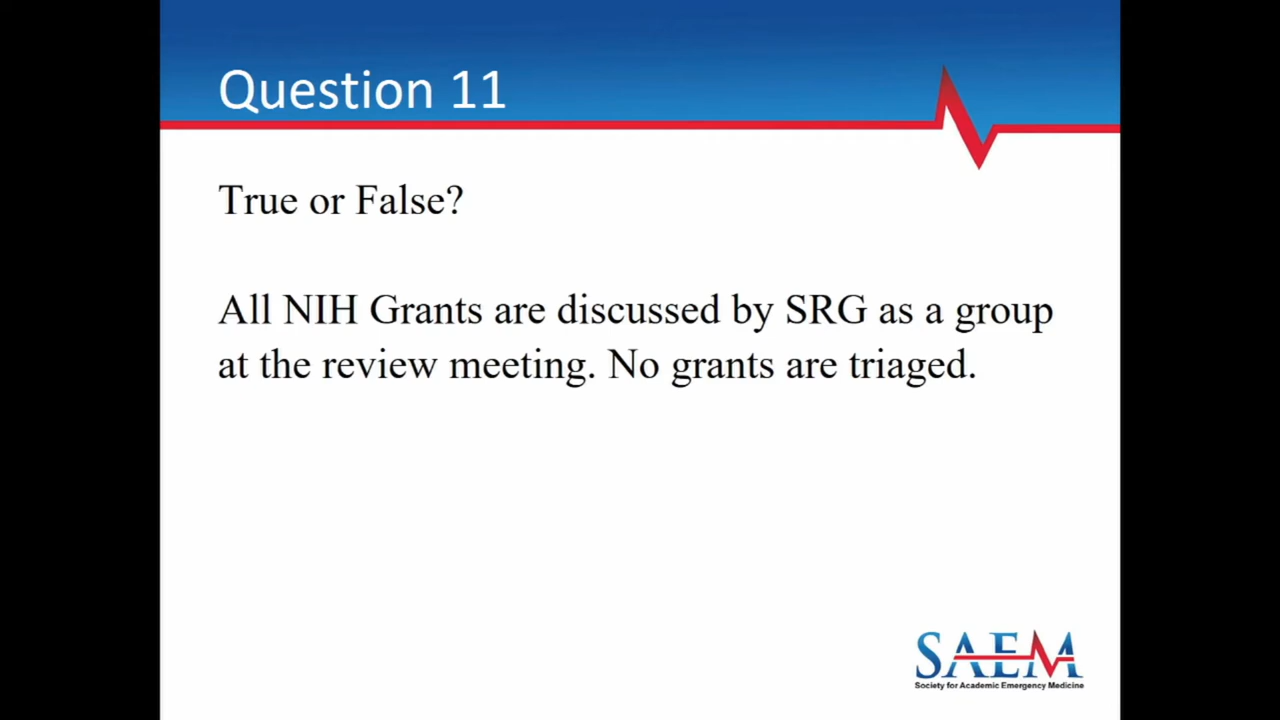 Question 11
True or False?
All NIH Grants are discussed by SRG as a group
at the review meeting. No grants are triaged.
SAEM
Society for Academic Emergency Medicine